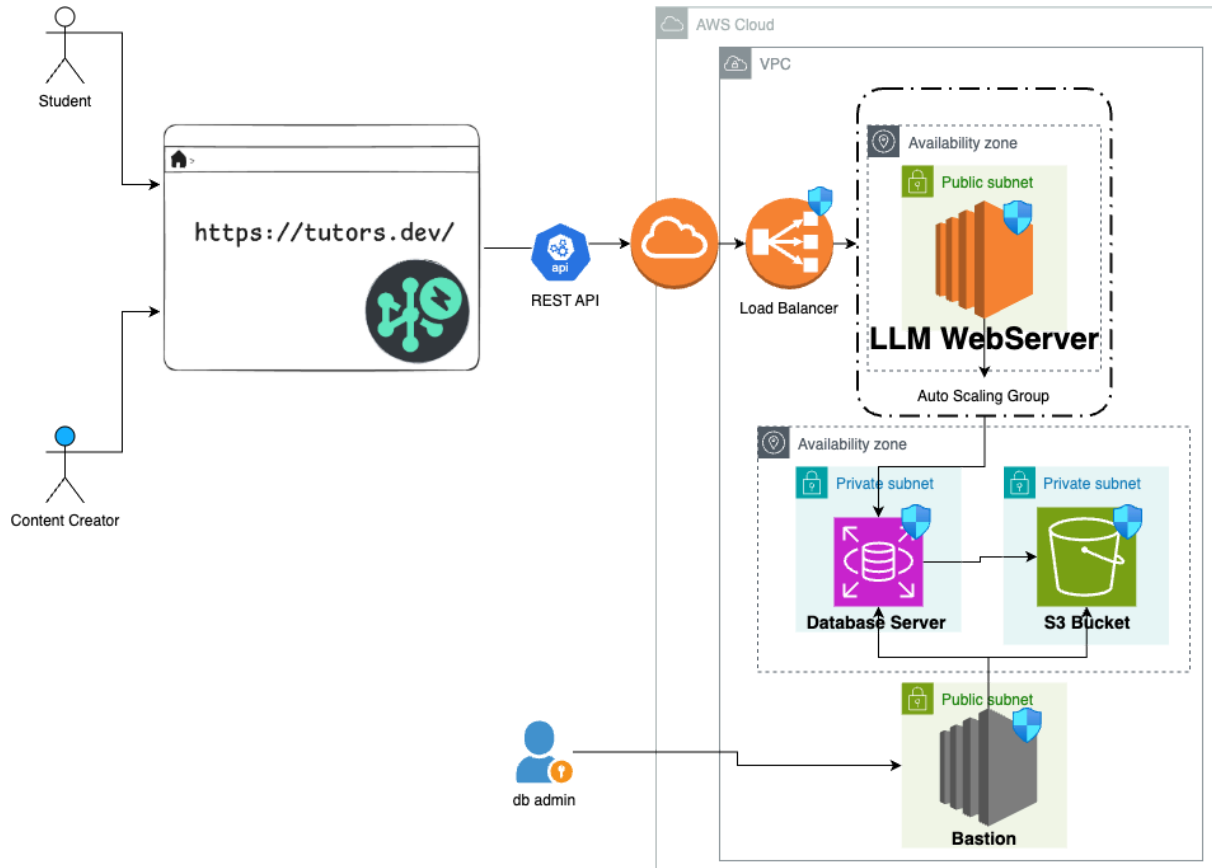 Student
>
https://tutors.dev/
Content Creator
api
REST API
AWS Cloud
VPC
Load Balancer
Availability zone
Public subnet
LLM WebServer
Auto Scaling Group
Availability zone
Private subnet
Database Server
Private subnet
S3 Bucket
db admin
Public subnet
Bastion